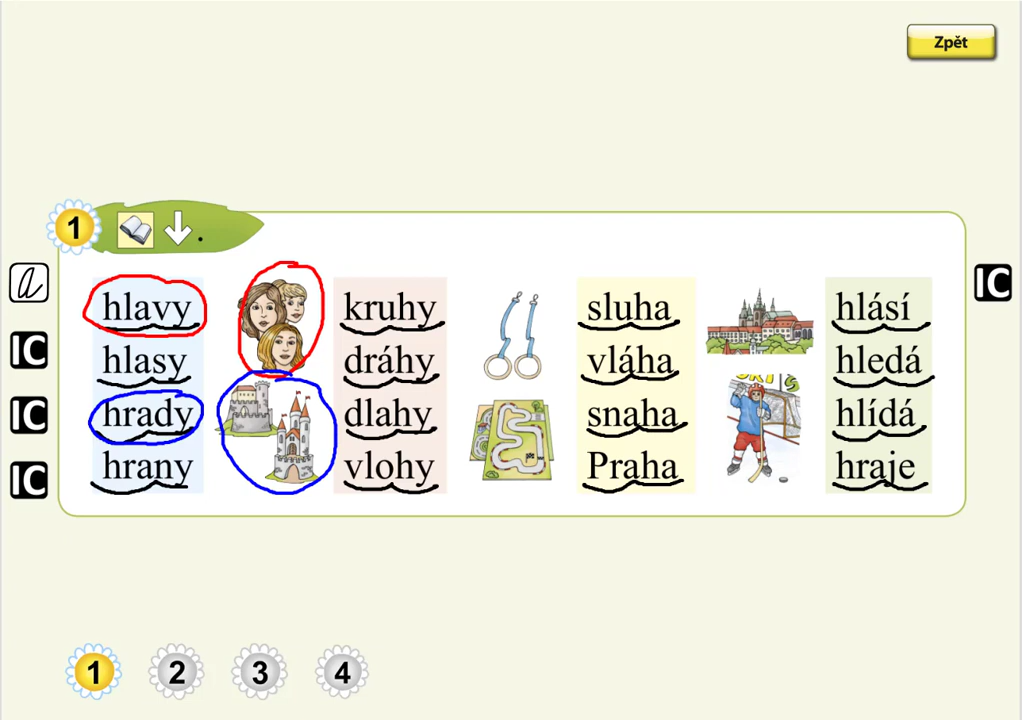 Zpět
1 .
a
IC
IC
IC
IC
hlavy
hlasy
hrady
hrany
kruhy
dráhy
dlahy
vlohy
sluha
vláha
snaha
Praha
hlásí
hledá
hlídá
hraje
1 2 3 4